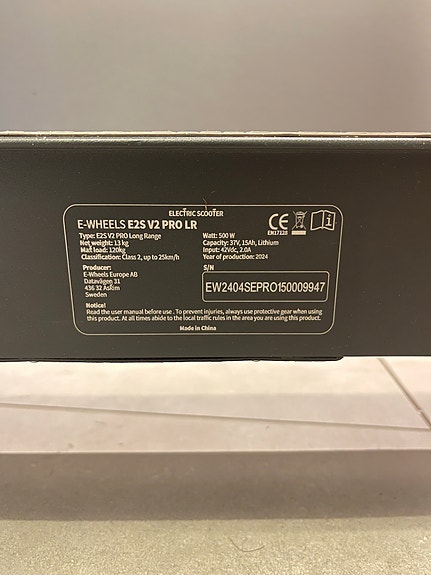 ELECTRIC SCOOTER
E-WHEELS E2S V2 PRO LR
Type: E2S V2 PRO Long Range
Net weight: 13 kg
Max load: 120kg
Classification: Class 2, up to 25km/h
Producer:
E-Wheels Europe AB
Datavägen 31
436 32 Askim
Sweden
Watt: 500 W
Capacity: 37V, 15Ah, Lithium
Input: 42Vdc, 2.0A
Year of production: 2024
CE
EN17128
S/N
EW2404SEPRO150009947
Notice!
Read the user manual before use . To prevent injuries, always use protective gear when using
this product. At all times abide to the local traffic rules in the area you are using this product.
Made in China